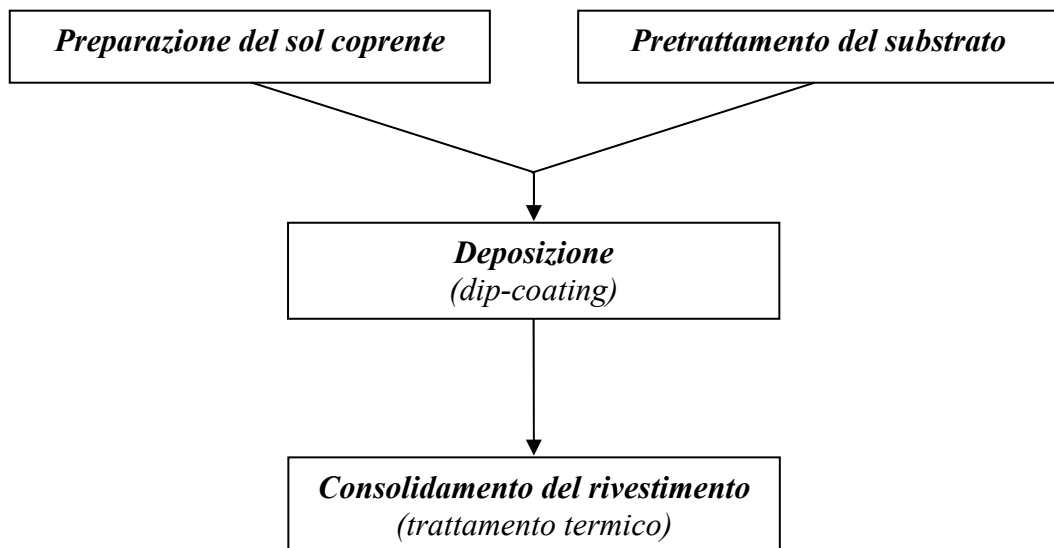 Preparazione del sol coprente
Pretrattamento del substrato
Deposizione
(dip-coating)
Consolidamento del rivestimento
(trattamento termico)